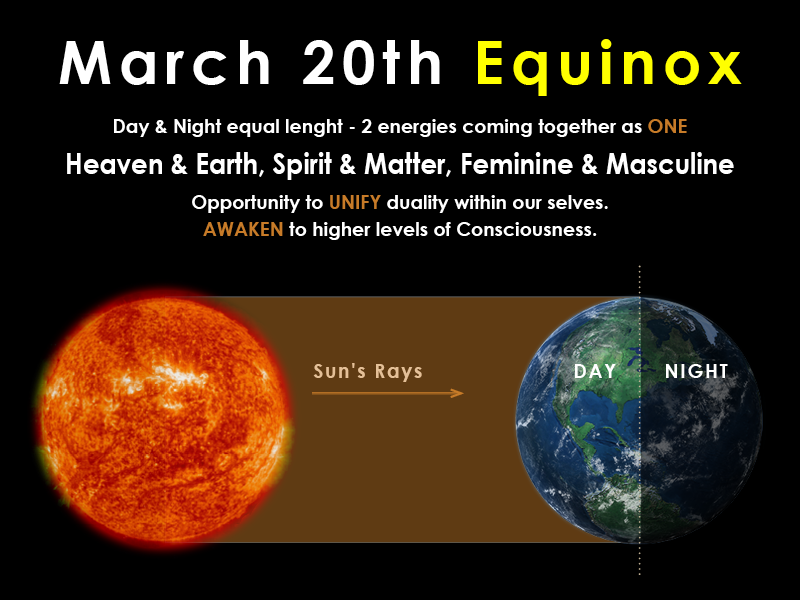 March 20th Equinox
Day & Night equal lenght - 2 energies coming together as ONE
Heaven & Earth, Spirit & Matter, Feminine & Masculine
Opportunity to UNIFY duality within our selves.
AWAKEN to higher levels of Consciousness.
Sun's Rays
DAY
NIGHT